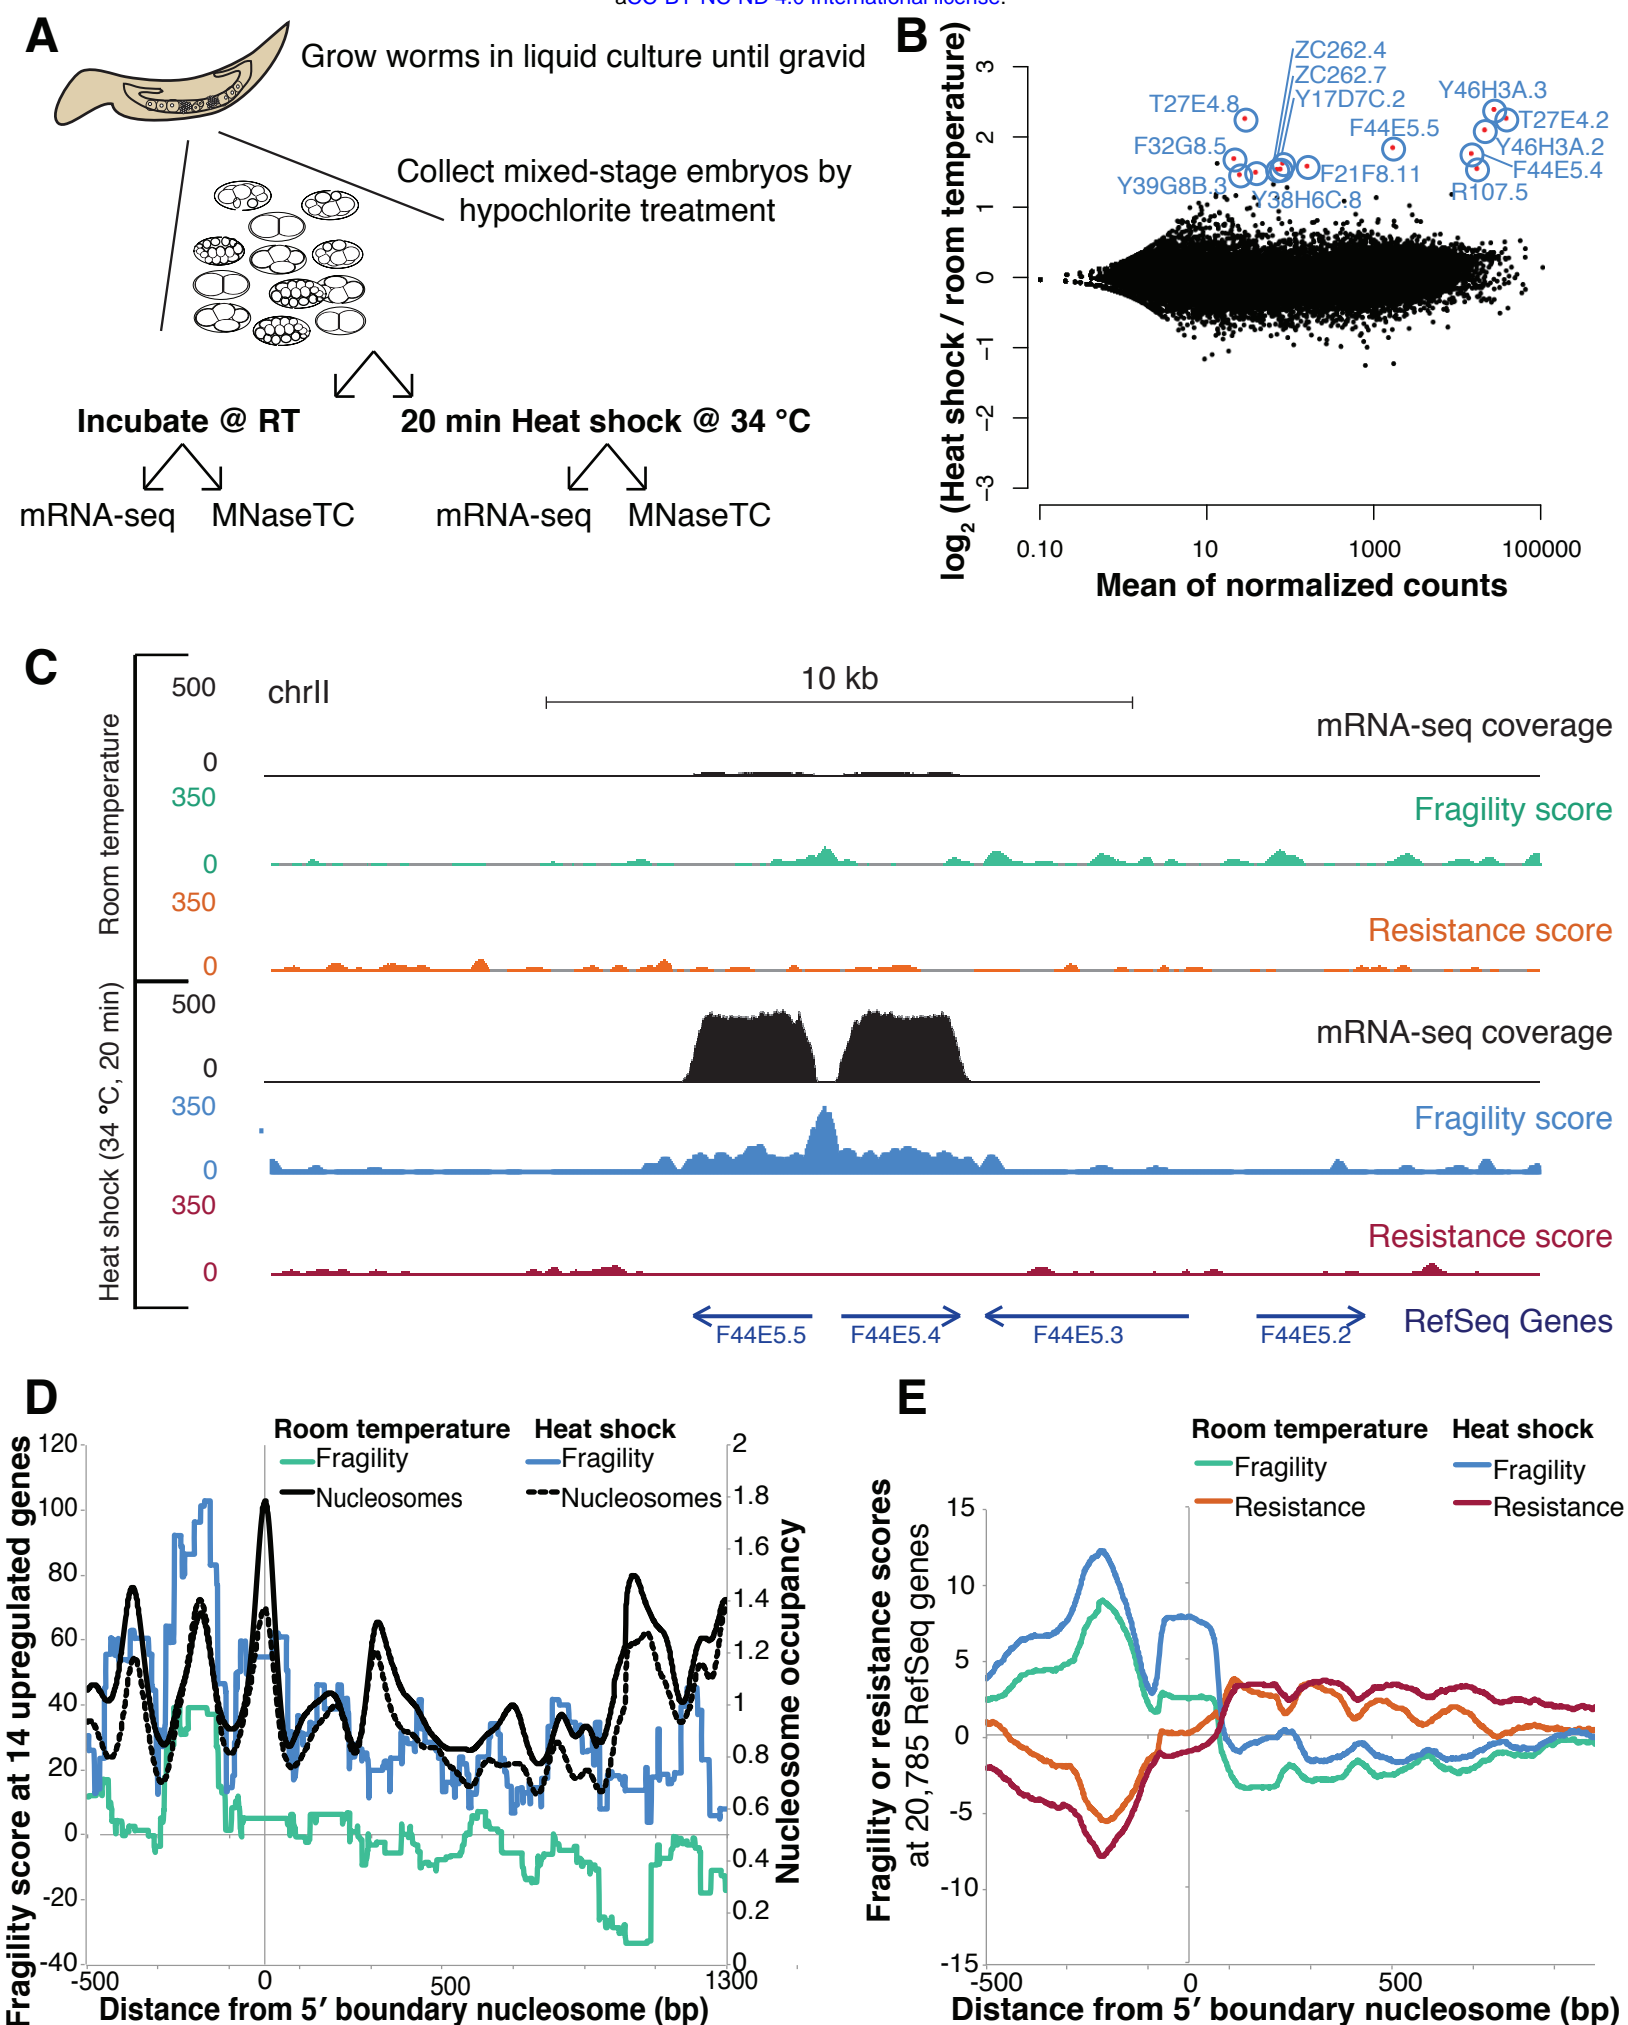 aCC-BY-NC-ND 4.0 International license.
A
Grow worms in liquid culture until gravid
Collect mixed-stage embryos by
hypochlorite treatment
Incubate @ RT
20 min Heat shock @ 34 °C
mRNA-seq
MNaseTC
mRNA-seq
MNaseTC
B
log2 (Heat shock / room temperature)
3
2
1
0
−1
−2
−3
ZC262.4
ZC262.7
Y17D7C.2
T27E4.8
F32G8.5
Y39G8B.3
Y38H6C.8
F21F8.11
F44E5.5
Y46H3A.3
T27E4.2
Y46H3A.2
F44E5.4
R107.5
0.10
10
1000
100000
Mean of normalized counts
C
Room temperature
Heat shock (34 °C, 20 min)
chrII
10 kb
500
0
mRNA-seq coverage
350
0
Fragility score
350
0
Resistance score
500
0
mRNA-seq coverage
350
0
Fragility score
350
0
Resistance score
F44E5.5
F44E5.4
F44E5.3
F44E5.2
RefSeq Genes
D
Room temperature
Heat shock
Fragility
Fragility
Nucleosomes
Nucleosomes
Fragility score at 14 upregulated genes
120
100
80
60
40
20
0
-20
-40
2
1.8
1.6
1.4
1.2
1
0.8
0.6
0.4
0.2
0
Nucleosome occupancy
-500
0
500
1300
Distance from 5′ boundary nucleosome (bp)
E
Room temperature
Heat shock
Fragility
Fragility
Resistance
Resistance
Fragility or resistance scores
at 20,785 RefSeq genes
15
10
5
0
-5
-10
-15
-500
0
500
Distance from 5′ boundary nucleosome (bp)